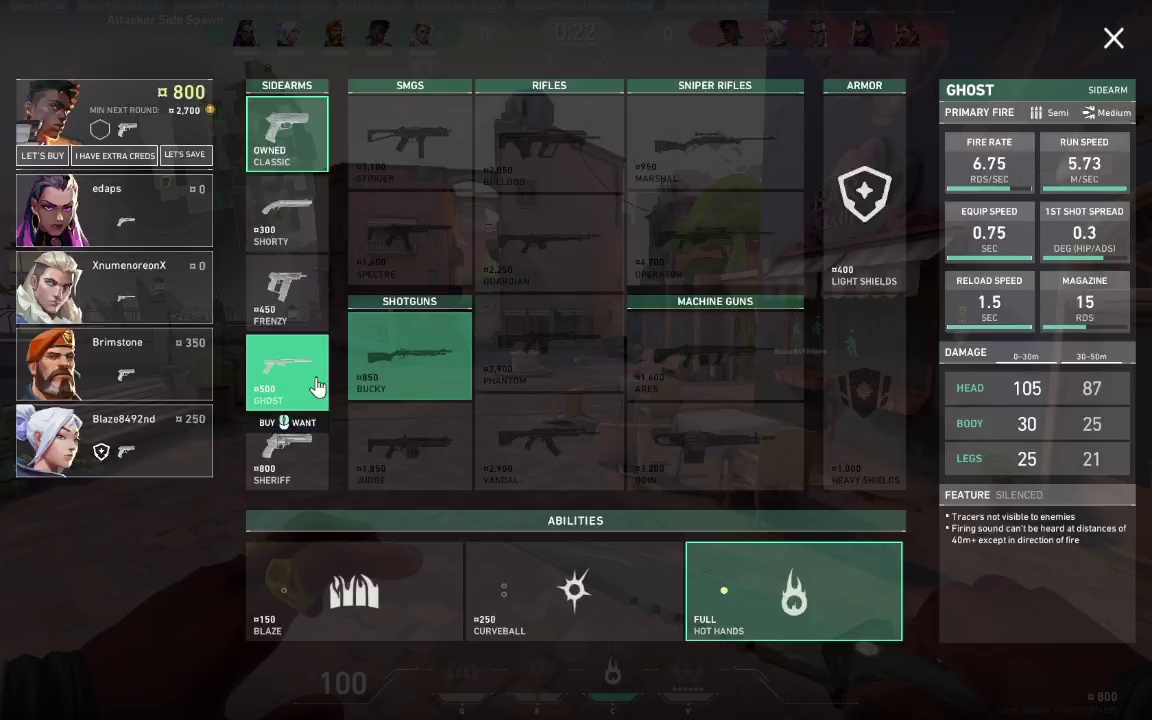 Attacker Side Spawn
0
0:22
0
¤ 800
MIN NEXT ROUND: ¤ 2,700
LET'S BUY
I HAVE EXTRA CREDS
LET'S SAVE
edaps ¤ 0
XnumenoreonX ¤ 0
Brimstone ¤ 350
Blaze8492nd ¤ 250
SIDEARMS
OWNED
CLASSIC
¤300
SHORTY
¤450
FRENZY
¤500
GHOST
BUY WANT
¤800
SHERIFF
SMGS
¤1,100
STINGER
¤1,600
SPECTRE
SHOTGUNS
¤850
BUCKY
¤1,850
JUDGE
RIFLES
¤2,050
BULLDOG
¤2,250
GUARDIAN
¤2,900
PHANTOM
¤2,900
VANDAL
SNIPER RIFLES
¤950
MARSHAL
¤4,700
OPERATOR
MACHINE GUNS
¤1,600
ARES
¤3,200
ODIN
ARMOR
¤400
LIGHT SHIELDS
¤1,000
HEAVY SHIELDS
ABILITIES
¤150
BLAZE
¤250
CURVEBALL
FULL
HOT HANDS
GHOST SIDEARM
PRIMARY FIRE Semi Medium
FIRE RATE
6.75
RDS/SEC
RUN SPEED
5.73
M/SEC
EQUIP SPEED
0.75
SEC
1ST SHOT SPREAD
0.3
DEG (HIP/ADS)
RELOAD SPEED
1.5
SEC
MAGAZINE
15
RDS
DAMAGE 0-30m 30-50m
HEAD 105 87
BODY 30 25
LEGS 25 21
FEATURE SILENCED
▪ Tracers not visible to enemies
▪ Firing sound can't be heard at distances of
40m+ except in direction of fire
100
Q
E
C
¤ 800